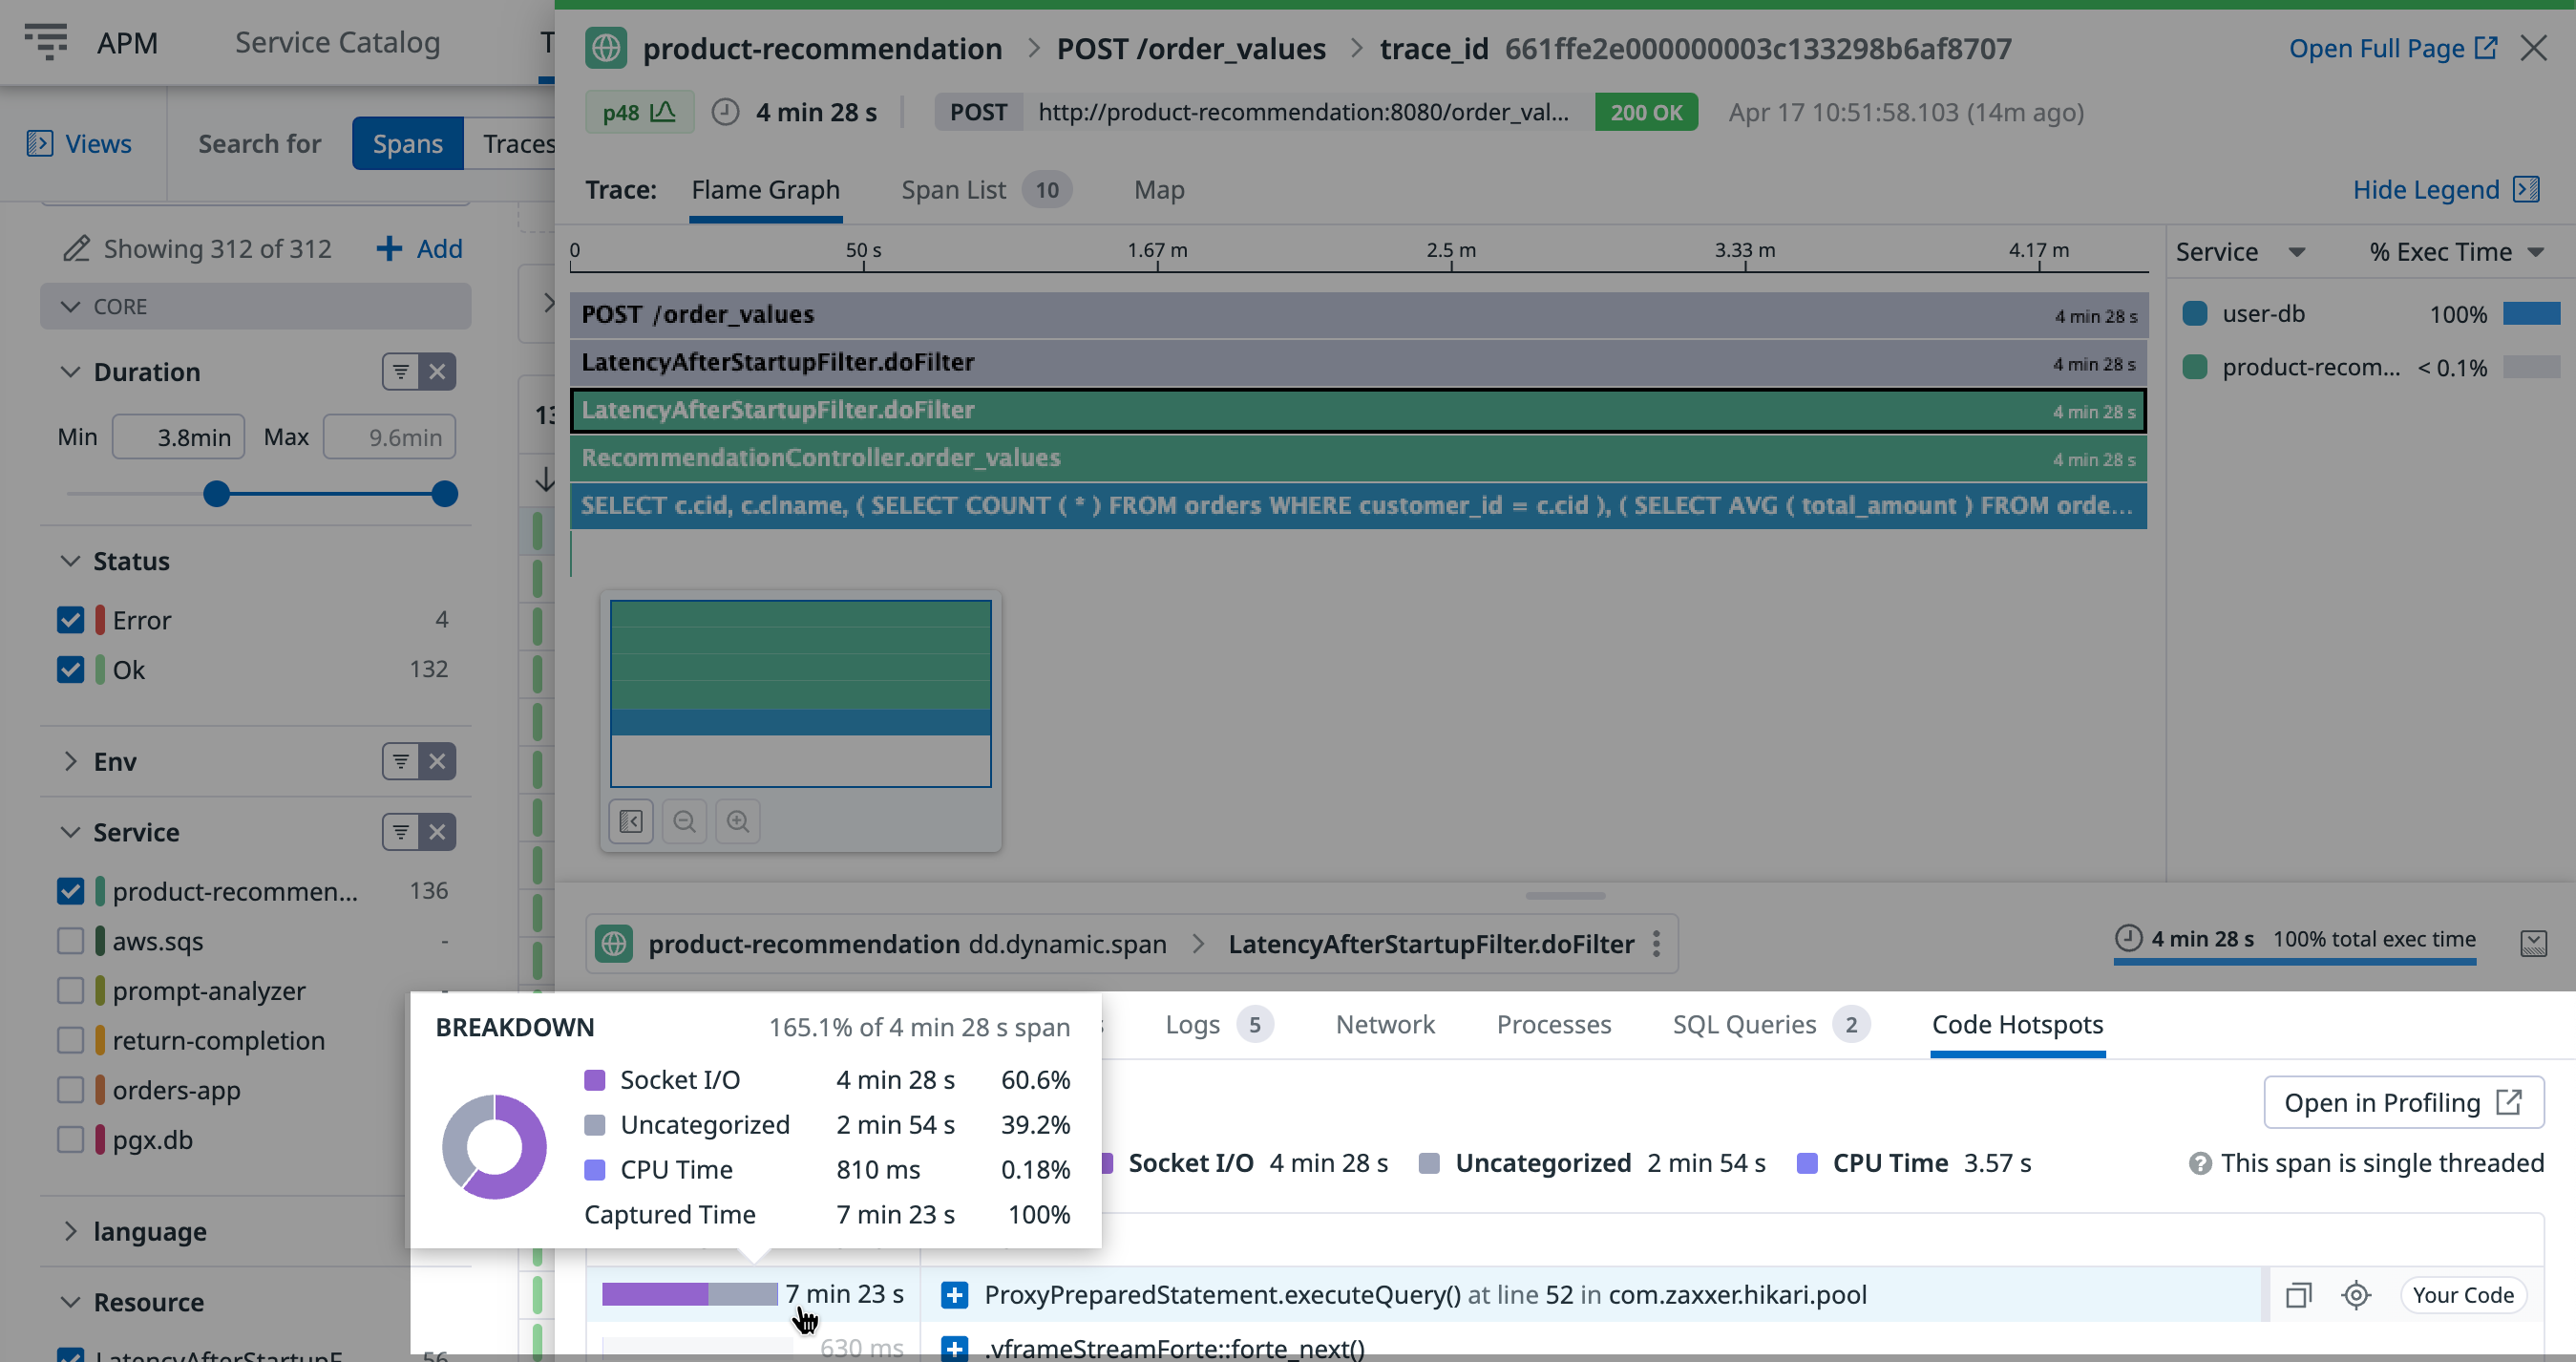 APM
Service Catalog
T
product-recommendation > POST /order_values > trace_id 661ffe2e000000003c133298b6af8707
Open Full Page
p48
4 min 28 s
POST http://product-recommendation:8080/order_val...
200 OK
Apr 17 10:51:58.103 (14m ago)
Views
Search for
Spans
Traces
Trace:
Flame Graph
Span List 10
Map
Hide Legend
Showing 312 of 312
Add
CORE
Duration
Min 3.8min Max 9.6min
Status
Error 4
Ok 132
Env
Service
product-recommen... 136
aws.sqs -
prompt-analyzer -
return-completion
orders-app
pgx.db
language
Resource
LatencyAfterStartupF 56
13
0 50 s 1.67 m 2.5 m 3.33 m 4.17 m
POST /order_values 4 min 28 s
LatencyAfterStartupFilter.doFilter 4 min 28 s
LatencyAfterStartupFilter.doFilter 4 min 28 s
RecommendationController.order_values 4 min 28 s
SELECT c.cid, c.clname, ( SELECT COUNT ( * ) FROM orders WHERE customer_id = c.cid ), ( SELECT AVG ( total_amount ) FROM orde...
Service % Exec Time
user-db 100%
product-recom... < 0.1%
product-recommendation dd.dynamic.span > LatencyAfterStartupFilter.doFilter
4 min 28 s 100% total exec time
Logs 5
Network
Processes
SQL Queries 2
Code Hotspots
BREAKDOWN 165.1% of 4 min 28 s span
Socket I/O 4 min 28 s 60.6%
Uncategorized 2 min 54 s 39.2%
CPU Time 810 ms 0.18%
Captured Time 7 min 23 s 100%
Open in Profiling
Socket I/O 4 min 28 s Uncategorized 2 min 54 s CPU Time 3.57 s
This span is single threaded
7 min 23 s ProxyPreparedStatement.executeQuery() at line 52 in com.zaxxer.hikari.pool Your Code
630 ms .vframeStreamForte::forte_next()